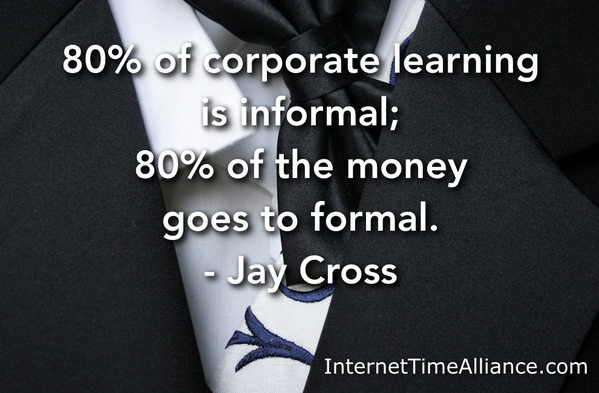 80% of corporate learning
is informal;
80% of the money
goes to formal.
- Jay Cross
InternetTimeAlliance.com